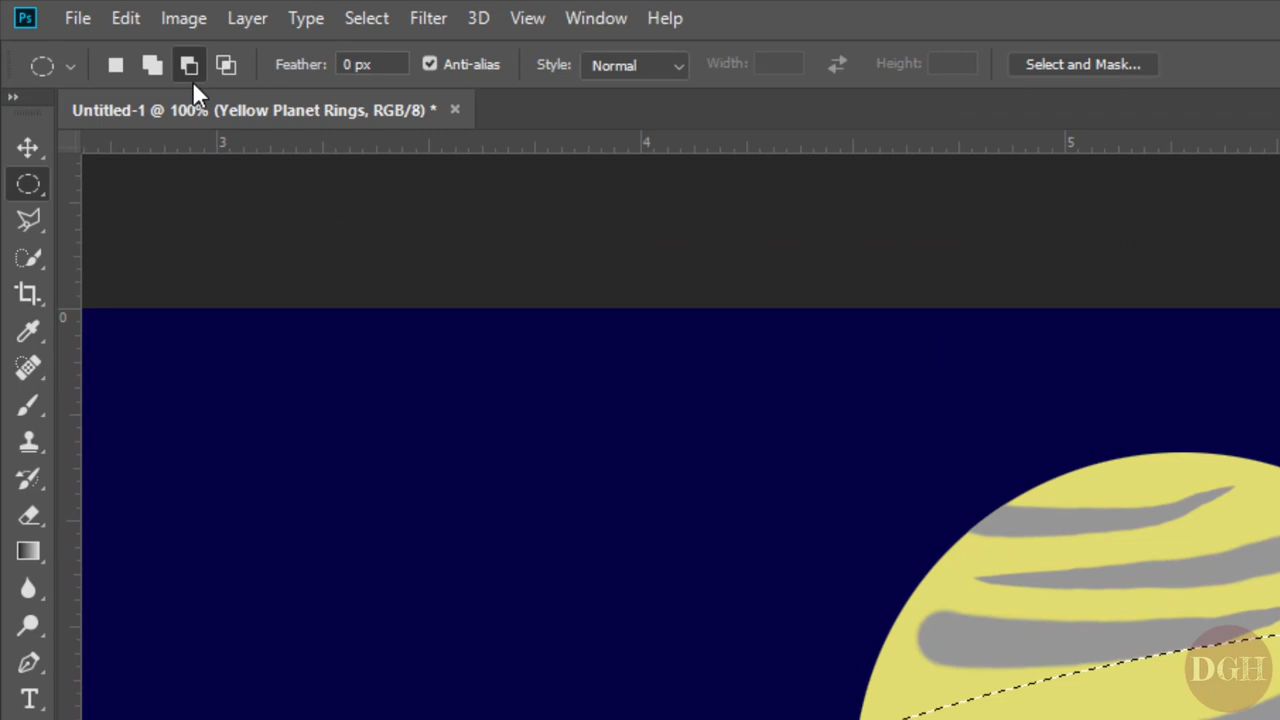 Ps File Edit Image Layer Type Select Filter 3D View Window Help
Feather: 0 px Anti-alias Style: Normal Width: Height: Select and Mask...
Untitled-1 @ 100% (Yellow Planet Rings, RGB/8) * ×
3 4 5
0
DGH
T